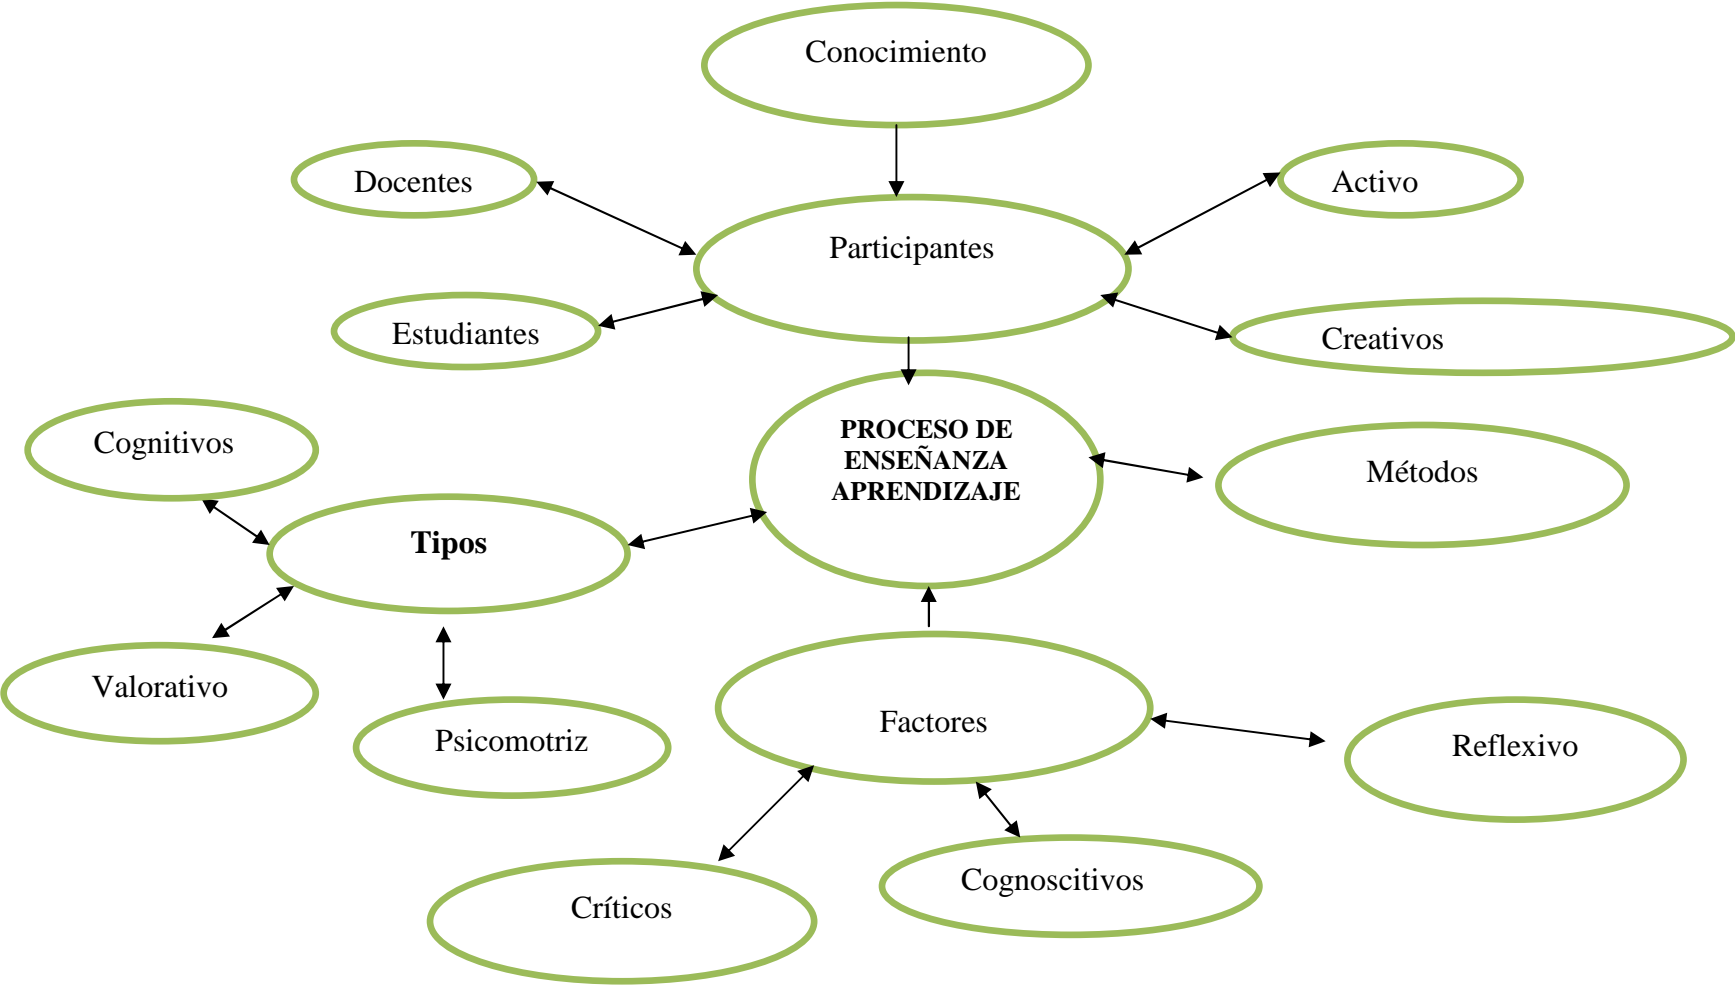 Conocimiento
Docentes
Activo
Participantes
Estudiantes
Creativos
Cognitivos
PROCESO DE
ENSEÑANZA
APRENDIZAJE
Métodos
Tipos
Valorativo
Psicomotriz
Factores
Reflexivo
Cognoscitivos
Críticos